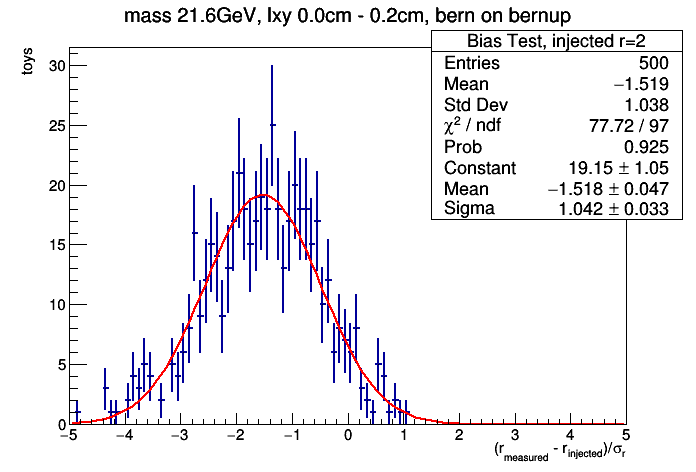 mass 21.6GeV, lxy 0.0cm - 0.2cm, bern on bernup
Bias Test, injected r=2
Entries 500
Mean −1.519
Std Dev 1.038
χ² / ndf 77.72 / 97
Prob 0.925
Constant 19.15 ± 1.05
Mean −1.518 ± 0.047
Sigma 1.042 ± 0.033
toys
30
25
20
15
10
5
0
−5 −4 −3 −2 −1 0 1 2 3 4 5
(r_measured - r_injected)/σ_r